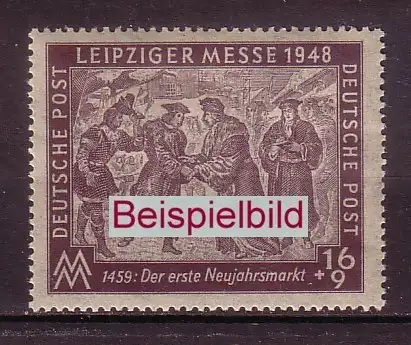 LEIPZIGER MESSE 1948
DEUTSCHE POST
DEUTSCHE POST
Beispielbild
MM
1459: Der erste Neujahrsmarkt
16
+9